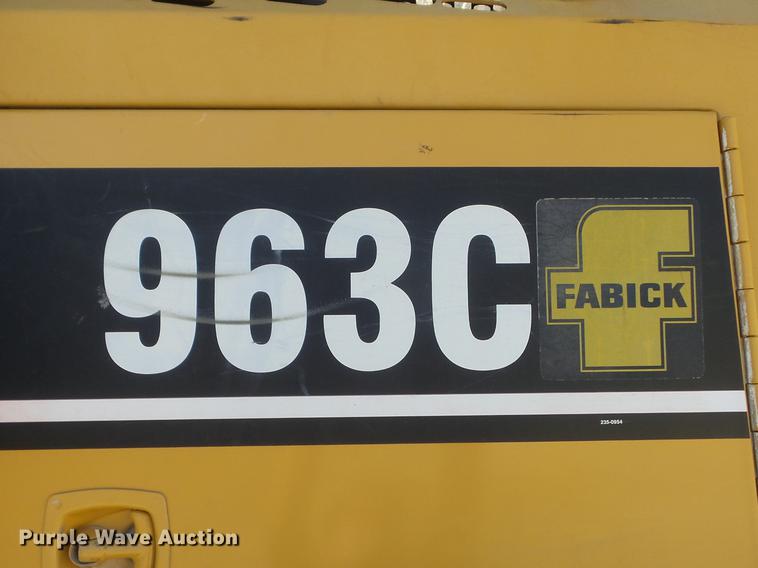 963C
FABICK
235-0954
Purple Wave Auction